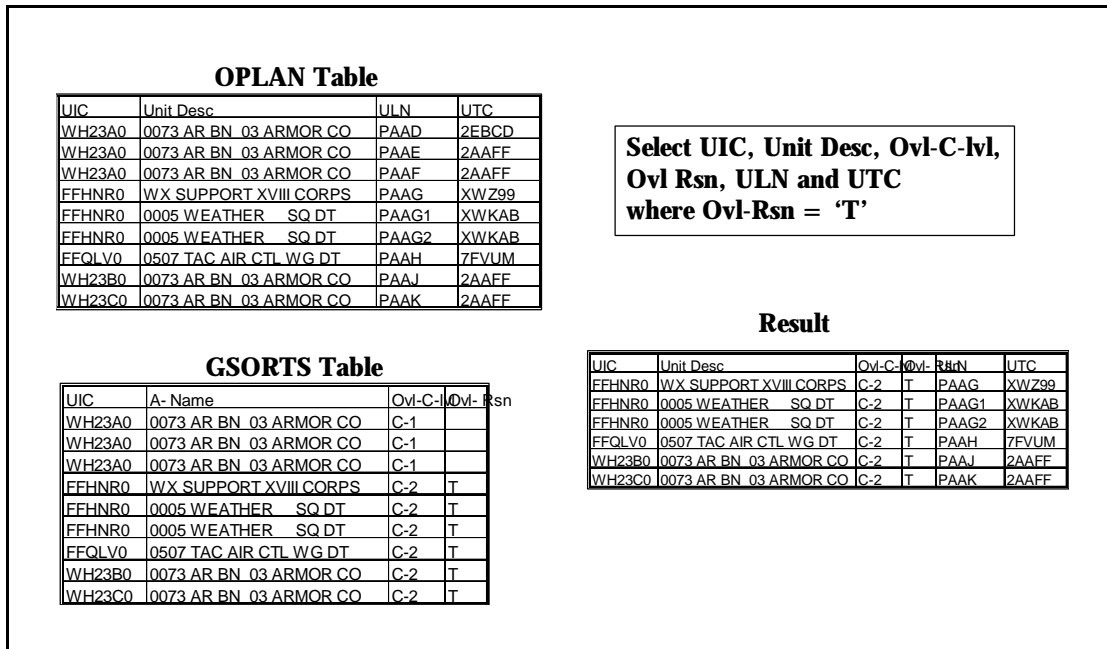 OPLAN Table
UIC Unit Desc ULN UTC
WH23A0 0073 AR BN 03 ARMOR CO PAAD 2EBCD
WH23A0 0073 AR BN 03 ARMOR CO PAAE 2AAFF
WH23A0 0073 AR BN 03 ARMOR CO PAAF 2AAFF
FFHNR0 WX SUPPORT XVIII CORPS PAAG XWZ99
FFHNR0 0005 WEATHER SQ DT PAAG1 XWKAB
FFHNR0 0005 WEATHER SQ DT PAAG2 XWKAB
FFQLV0 0507 TAC AIR CTL WG DT PAAH 7FVUM
WH23B0 0073 AR BN 03 ARMOR CO PAAJ 2AAFF
WH23C0 0073 AR BN 03 ARMOR CO PAAK 2AAFF
GSORTS Table
UIC A- Name Ovl-C-lvl Ovl- Rsn
WH23A0 0073 AR BN 03 ARMOR CO C-1
WH23A0 0073 AR BN 03 ARMOR CO C-1
WH23A0 0073 AR BN 03 ARMOR CO C-1
FFHNR0 WX SUPPORT XVIII CORPS C-2 T
FFHNR0 0005 WEATHER SQ DT C-2 T
FFHNR0 0005 WEATHER SQ DT C-2 T
FFQLV0 0507 TAC AIR CTL WG DT C-2 T
WH23B0 0073 AR BN 03 ARMOR CO C-2 T
WH23C0 0073 AR BN 03 ARMOR CO C-2 T
Select UIC, Unit Desc, Ovl-C-lvl,
Ovl Rsn, ULN and UTC
where Ovl-Rsn = ‘T’
Result
UIC Unit Desc Ovl-C-lvl Ovl- Rsn ULN UTC
FFHNR0 WX SUPPORT XVIII CORPS C-2 T PAAG XWZ99
FFHNR0 0005 WEATHER SQ DT C-2 T PAAG1 XWKAB
FFHNR0 0005 WEATHER SQ DT C-2 T PAAG2 XWKAB
FFQLV0 0507 TAC AIR CTL WG DT C-2 T PAAH 7FVUM
WH23B0 0073 AR BN 03 ARMOR CO C-2 T PAAJ 2AAFF
WH23C0 0073 AR BN 03 ARMOR CO C-2 T PAAK 2AAFF